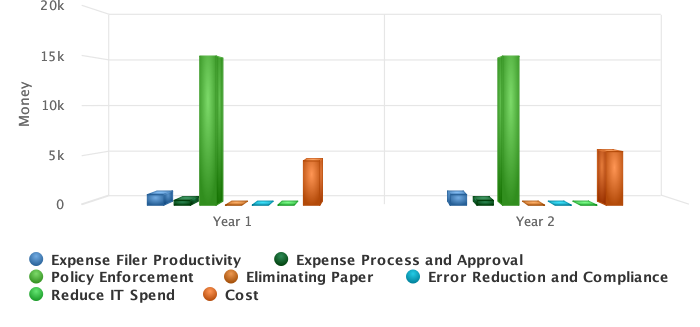 20k
15k
10k
5k
0
Money
Year 1
Year 2
Expense Filer Productivity
Expense Process and Approval
Policy Enforcement
Eliminating Paper
Error Reduction and Compliance
Reduce IT Spend
Cost